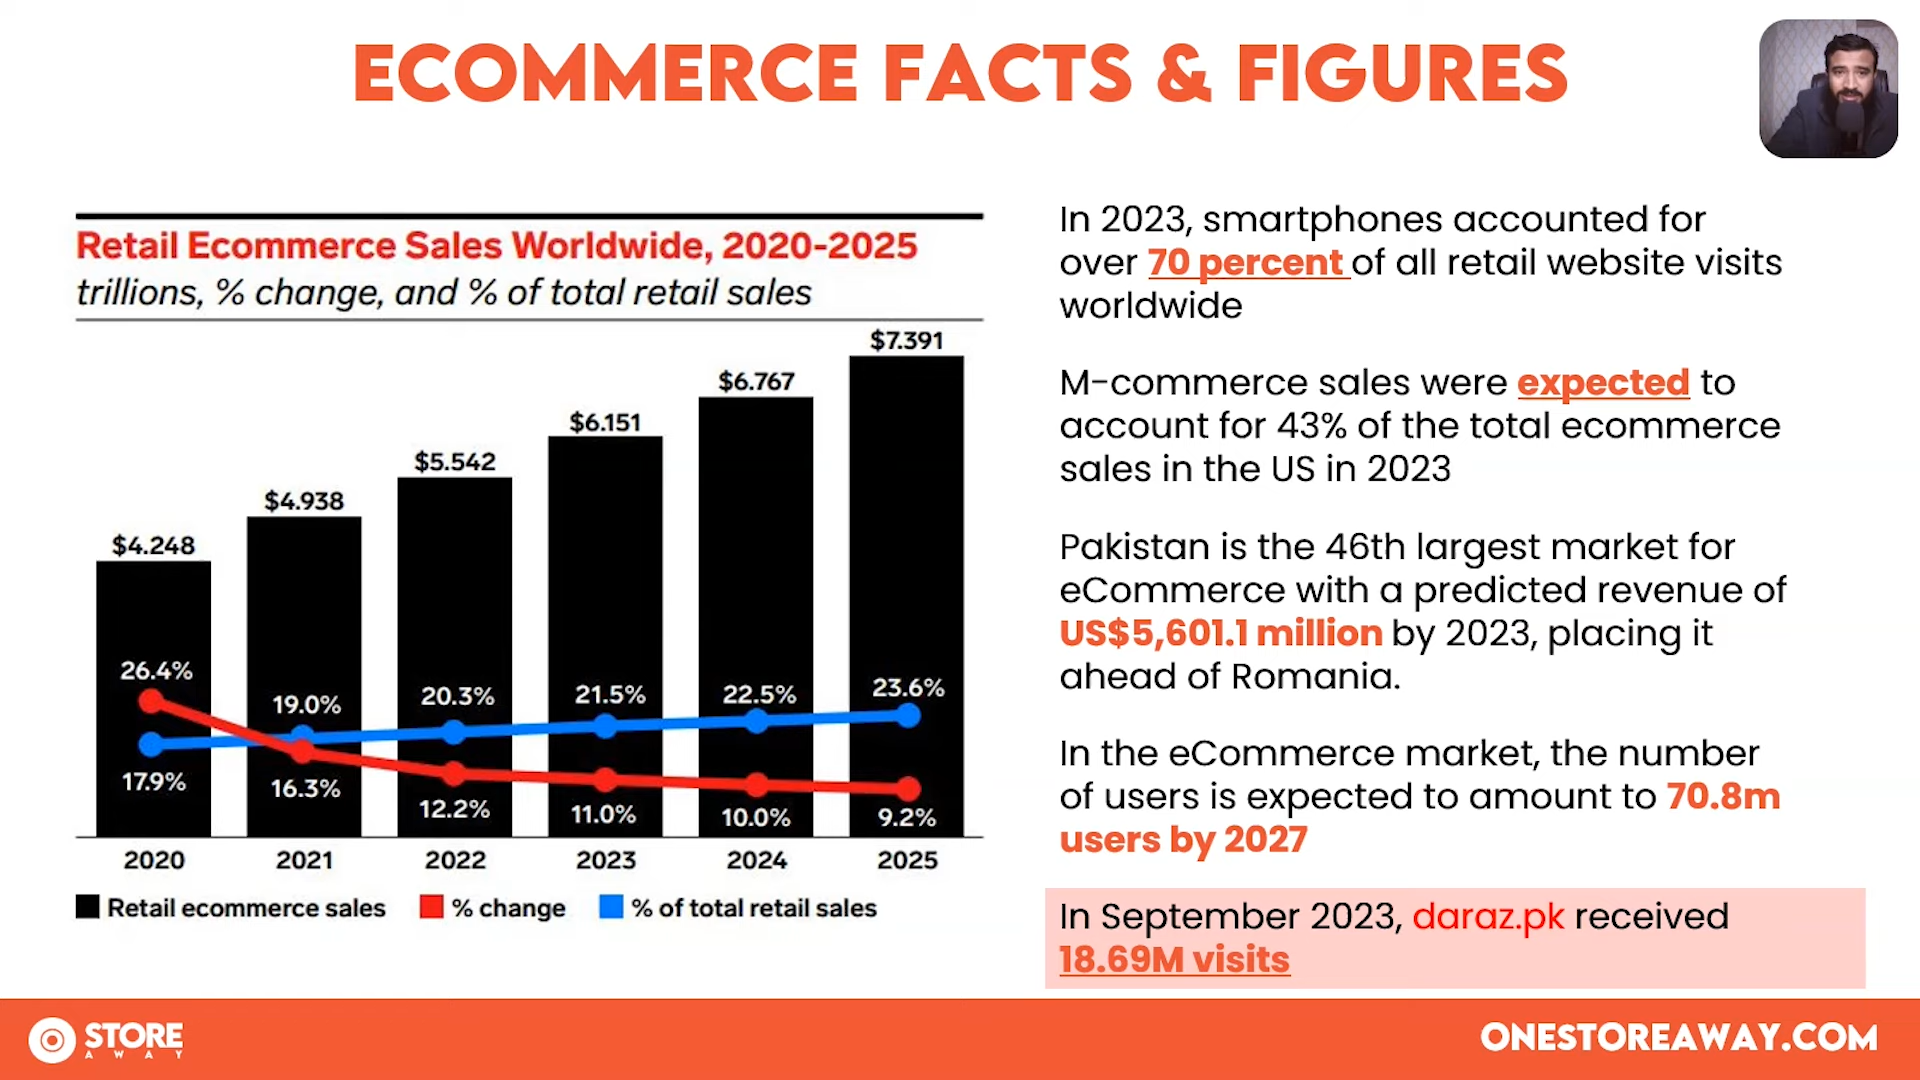 ECOMMERCE FACTS & FIGURES
Retail Ecommerce Sales Worldwide, 2020-2025
trillions, % change, and % of total retail sales
$4.248
$4.938
$5.542
$6.151
$6.767
$7.391
26.4%
19.0%
20.3%
21.5%
22.5%
23.6%
17.9%
16.3%
12.2%
11.0%
10.0%
9.2%
2020 2021 2022 2023 2024 2025
Retail ecommerce sales % change % of total retail sales
In 2023, smartphones accounted for
over 70 percent of all retail website visits
worldwide
M-commerce sales were expected to
account for 43% of the total ecommerce
sales in the US in 2023
Pakistan is the 46th largest market for
eCommerce with a predicted revenue of
US$5,601.1 million by 2023, placing it
ahead of Romania.
In the eCommerce market, the number
of users is expected to amount to 70.8m
users by 2027
In September 2023, daraz.pk received
18.69M visits
STORE
AWAY
ONESTOREAWAY.COM